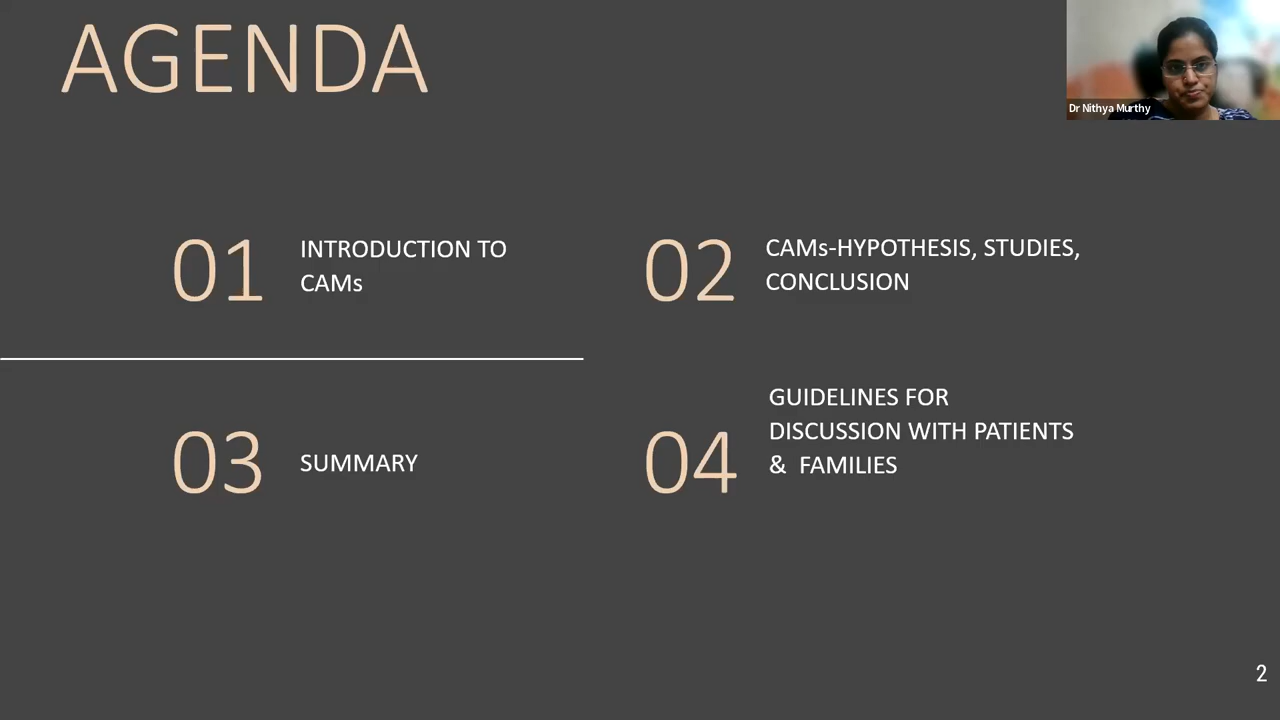 AGENDA
Dr Nithya Murthy
01
INTRODUCTION TO
CAMs
02
CAMs-HYPOTHESIS, STUDIES,
CONCLUSION
03
SUMMARY
04
GUIDELINES FOR
DISCUSSION WITH PATIENTS
& FAMILIES
2